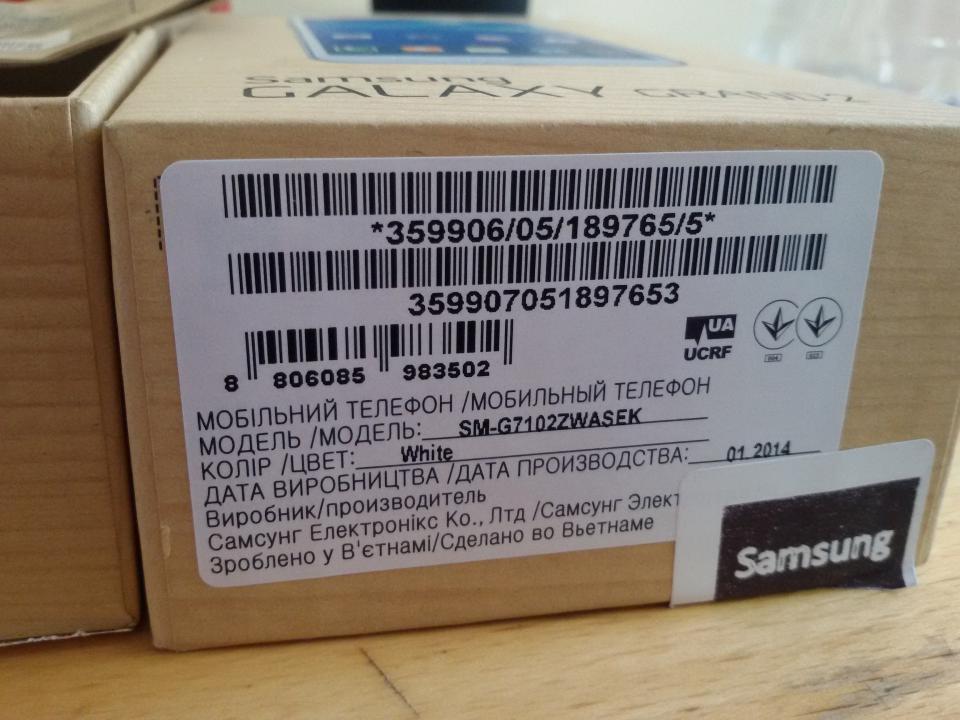 SAMSUNG
GALAXY GRAND 2
*359906/05/189765/5*
359907051897653
8 806085 983502
UA
UCRF
МОБІЛЬНИЙ ТЕЛЕФОН /МОБИЛЬНЫЙ ТЕЛЕФОН
МОДЕЛЬ /МОДЕЛЬ: SM-G7102ZWASEK
КОЛІР /ЦВЕТ: White
ДАТА ВИРОБНИЦТВА /ДАТА ПРОИЗВОДСТВА: 01.2014
Виробник/производитель
Самсунг Електронікс Ко., Лтд /Самсунг Элект
Зроблено у В'єтнамі/Сделано во Вьетнаме
Samsung